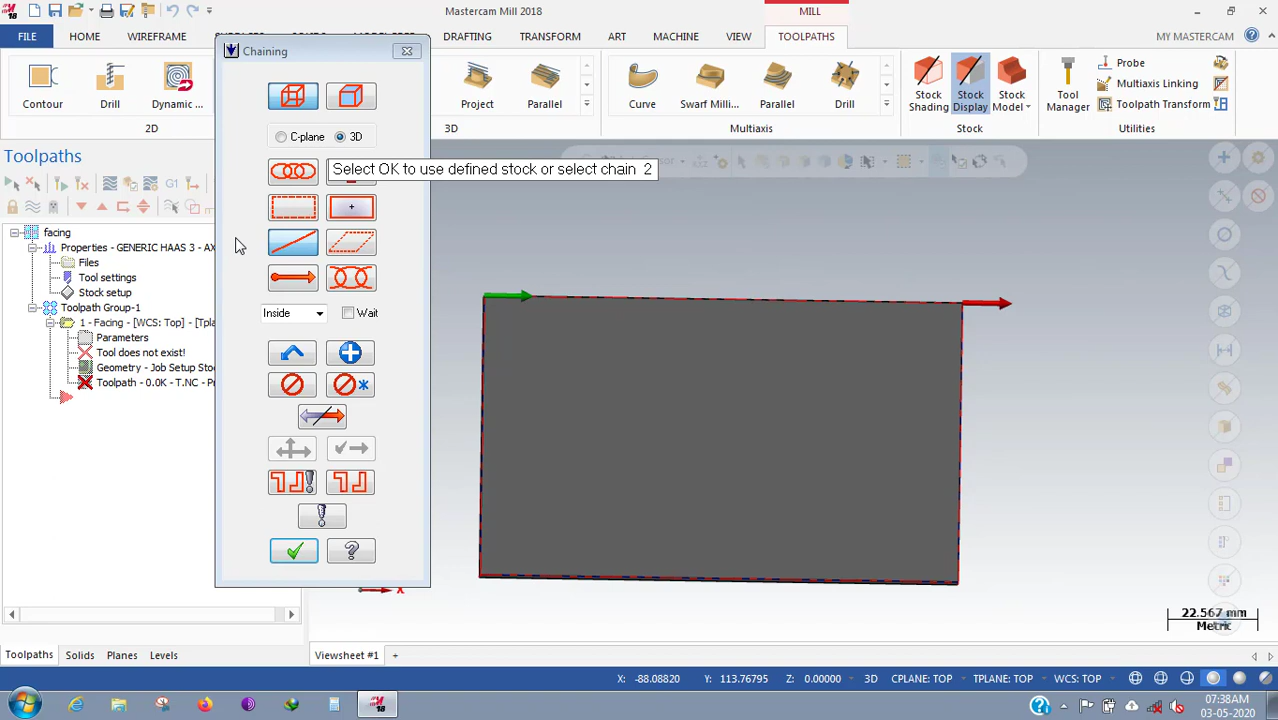 Mastercam Mill 2018
MILL
FILE
HOME
WIREFRAME
DRAFTING
TRANSFORM
ART
MACHINE
VIEW
TOOLPATHS
MY MASTERCAM
Chaining
Contour
Drill
Dynamic ...
2D
Project
Parallel
3D
Curve
Swarf Milli...
Parallel
Drill
Multiaxis
Stock Shading
Stock Display
Stock Model
Stock
Tool Manager
Probe
Multiaxis Linking
Toolpath Transform
Utilities
C-plane
3D
Select OK to use defined stock or select chain 2
Inside
Wait
Toolpaths
G1
facing
Properties - GENERIC HAAS 3 - AX
Files
Tool settings
Stock setup
Toolpath Group-1
1 - Facing - [WCS: Top] - [Tpla
Parameters
Tool does not exist!
Geometry - Job Setup Stoc
Toolpath - 0.0K - T.NC - Pr
X
22.567 mm
Metric
Toolpaths
Solids
Planes
Levels
Viewsheet #1
+
X: -88.08820
Y: 113.76795
Z: 0.00000
3D
CPLANE: TOP
TPLANE: TOP
WCS: TOP
07:38AM
03-05-2020